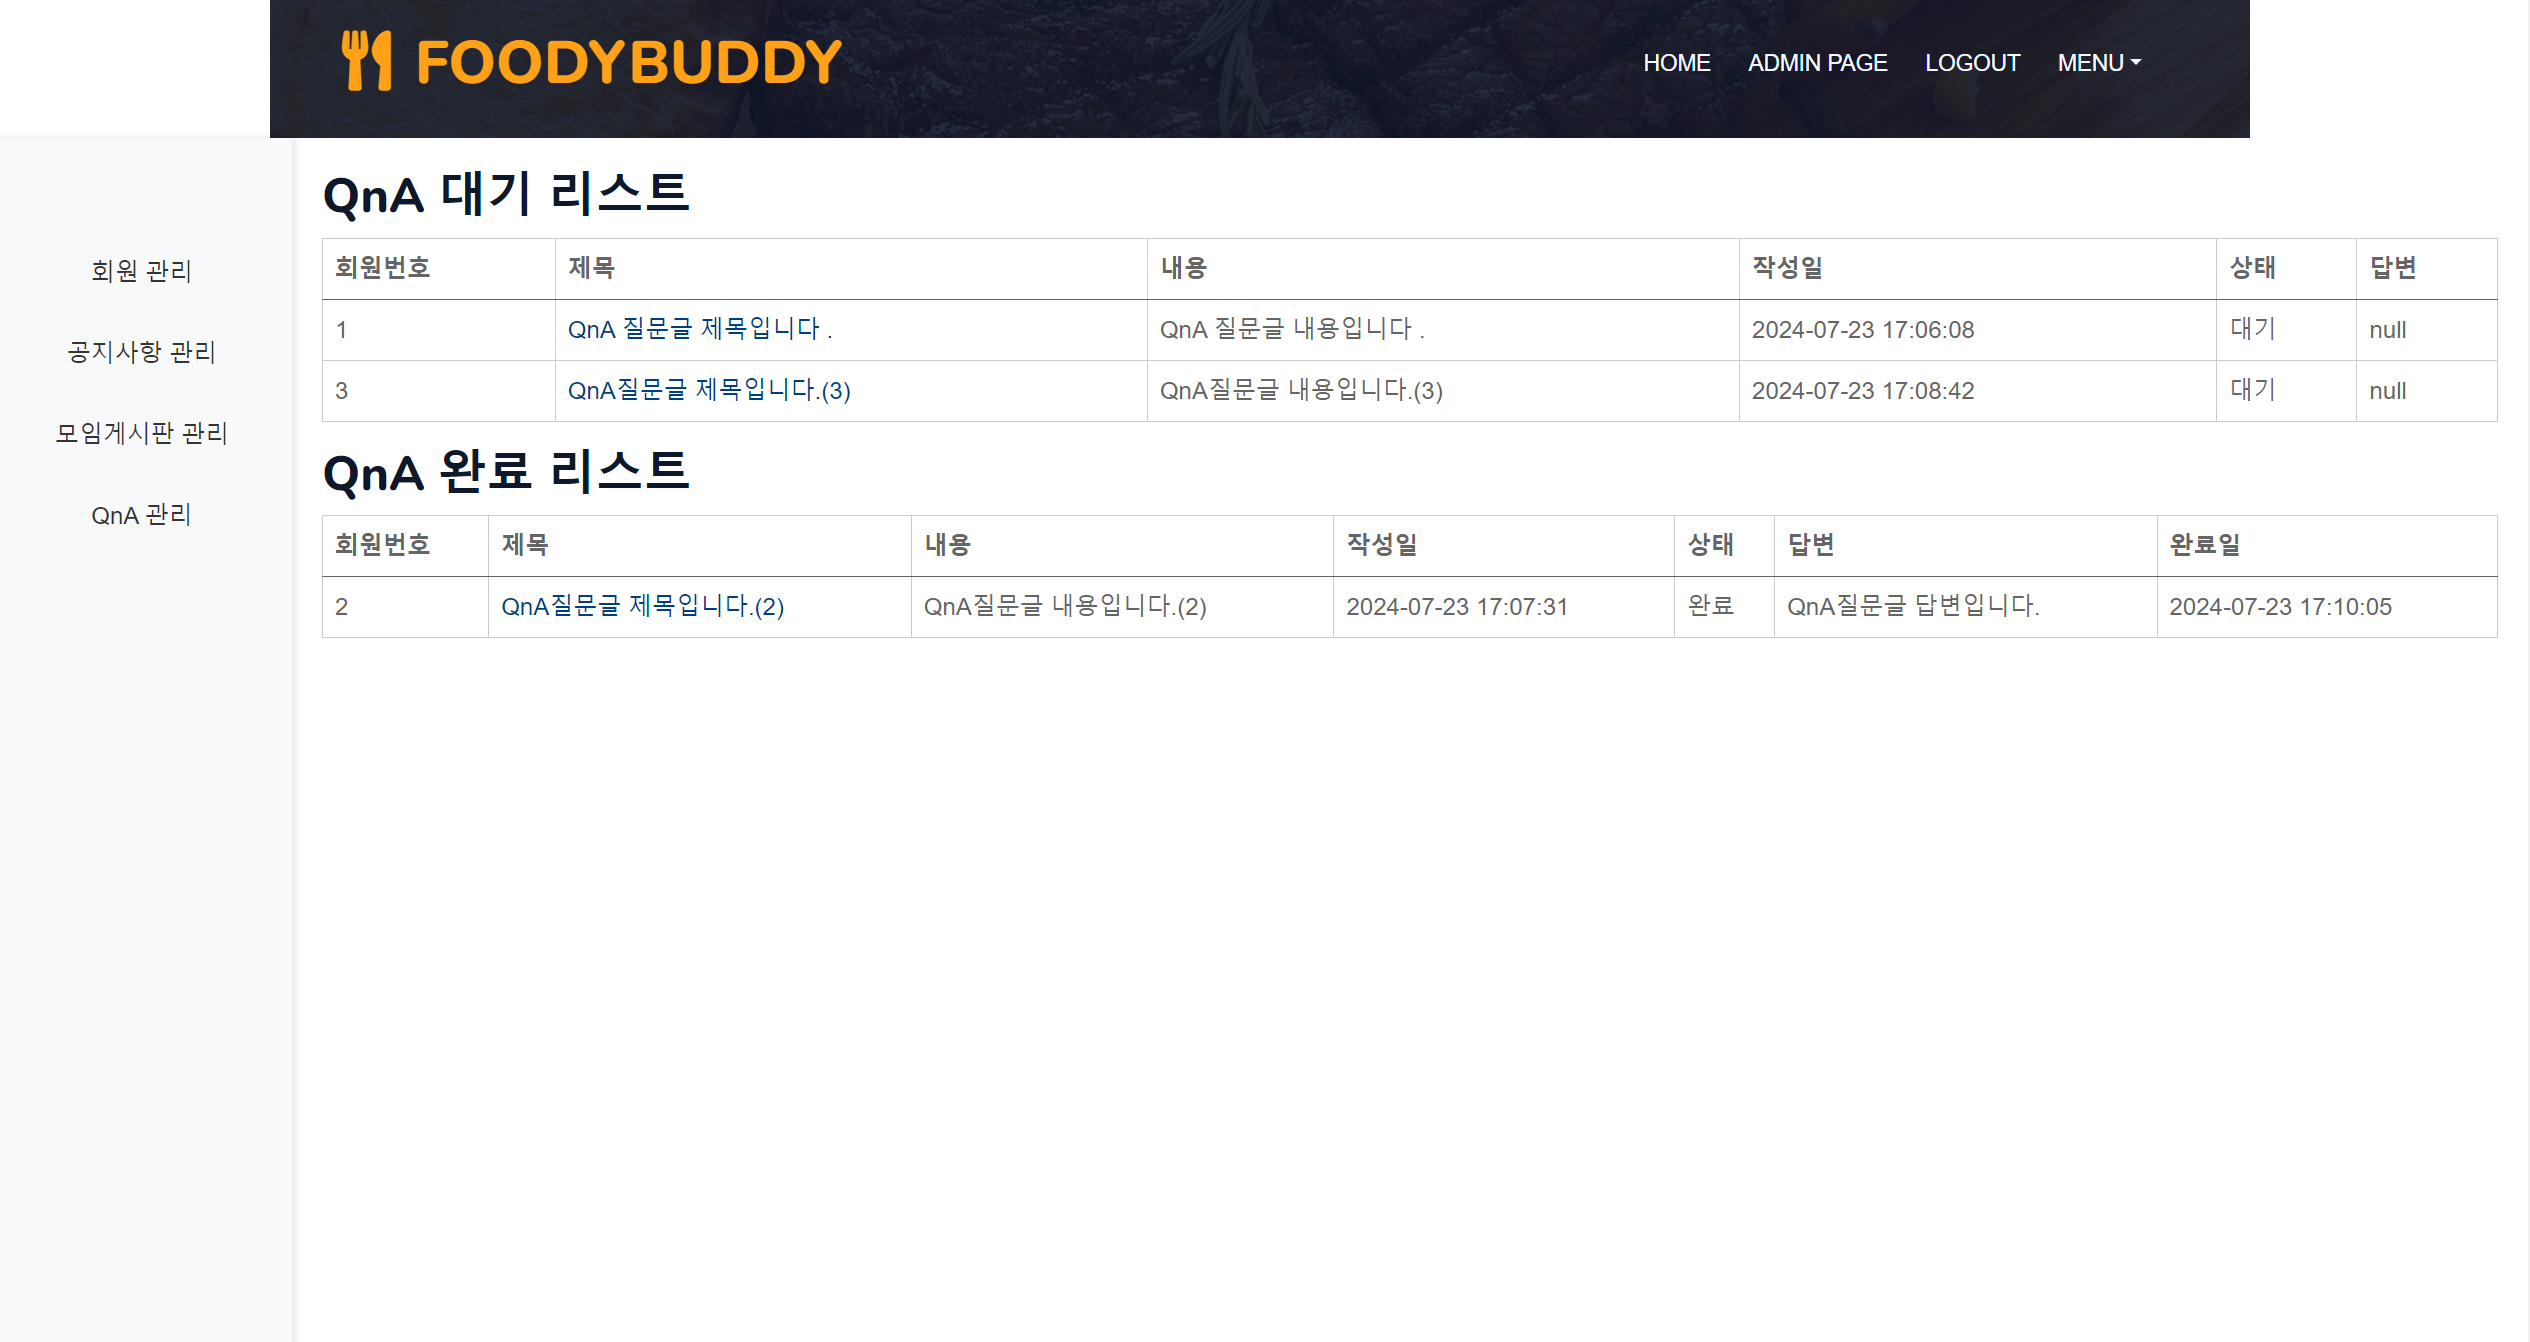 FOODYBUDDY
HOME ADMIN PAGE LOGOUT MENU
회원 관리
공지사항 관리
모임게시판 관리
QnA 관리
QnA 대기 리스트
회원번호 제목 내용 작성일 상태 답변
1 QnA 질문글 제목입니다 . QnA 질문글 내용입니다 . 2024-07-23 17:06:08 대기 null
3 QnA질문글 제목입니다.(3) QnA질문글 내용입니다.(3) 2024-07-23 17:08:42 대기 null
QnA 완료 리스트
회원번호 제목 내용 작성일 상태 답변 완료일
2 QnA질문글 제목입니다.(2) QnA질문글 내용입니다.(2) 2024-07-23 17:07:31 완료 QnA질문글 답변입니다. 2024-07-23 17:10:05